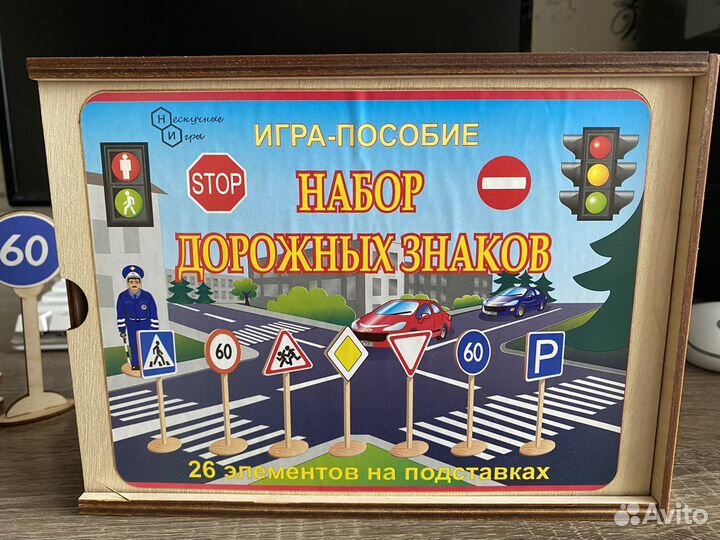 Нескучные
Игры
ИГРА-ПОСОБИЕ
STOP
НАБОР
ДОРОЖНЫХ ЗНАКОВ
60
60
60
P
26 элементов на подставках
Avito